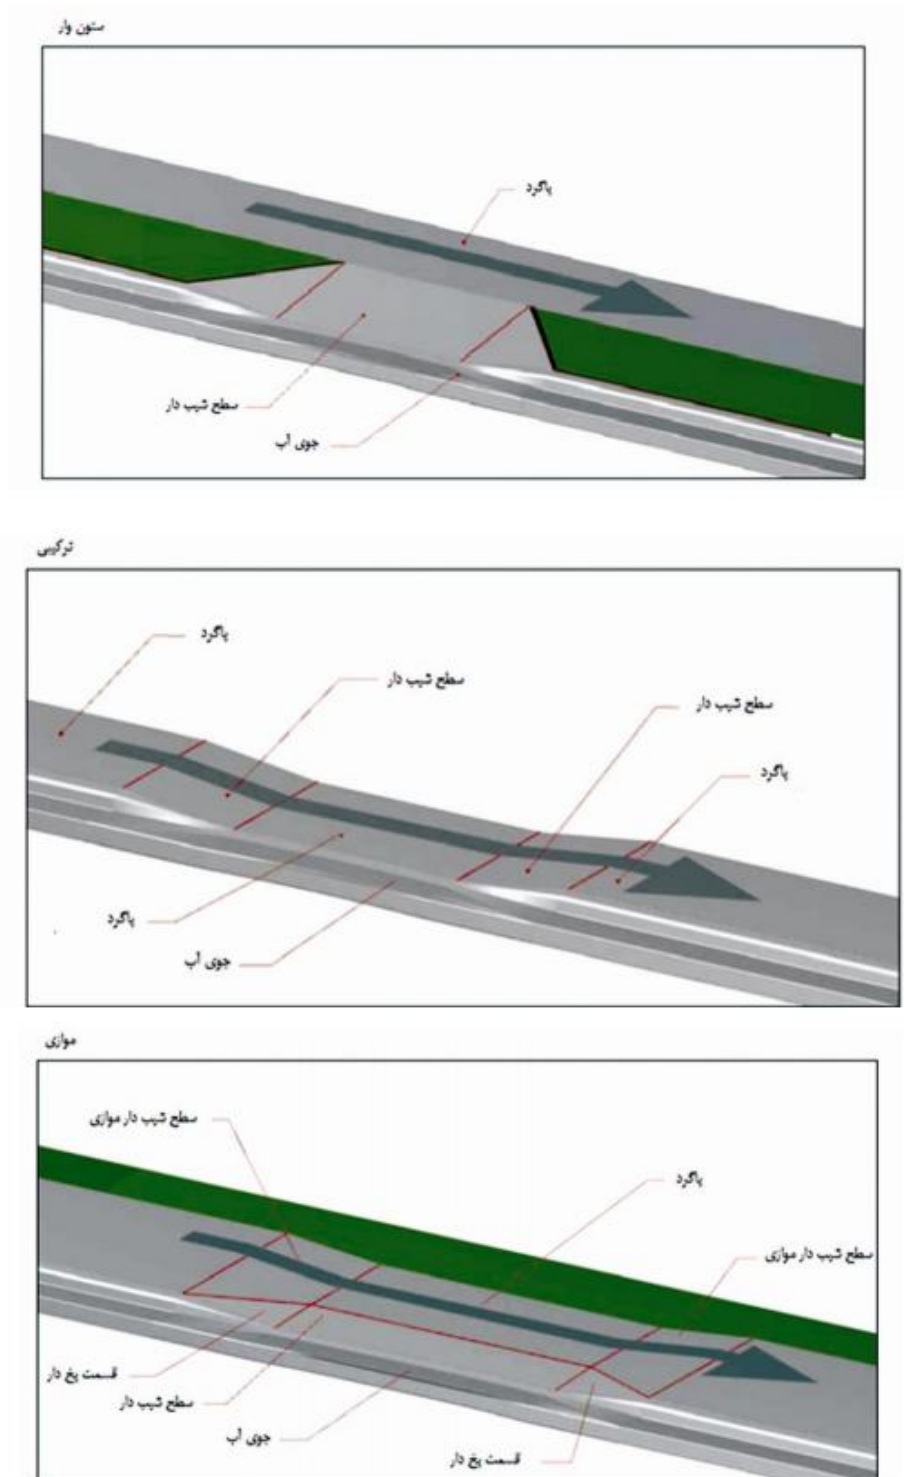 ستون وار
پاگرد
سطح شیب دار
جوی آب
ترکیبی
پاگرد
سطح شیب دار
سطح شیب دار
پاگرد
پاگرد
جوی آب
موازی
سطح شیب دار موازی
پاگرد
سطح شیب دار موازی
قسمت پخ دار
سطح شیب دار
جوی آب
قسمت پخ دار